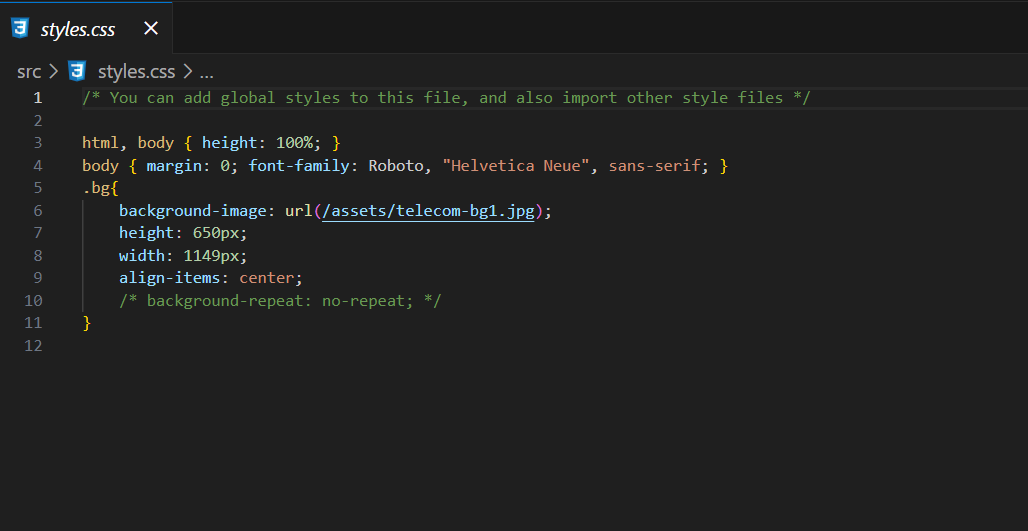 styles.css
src > styles.css > ...
1 /* You can add global styles to this file, and also import other style files */
2
3 html, body { height: 100%; }
4 body { margin: 0; font-family: Roboto, "Helvetica Neue", sans-serif; }
5 .bg{
6     background-image: url(/assets/telecom-bg1.jpg);
7     height: 650px;
8     width: 1149px;
9     align-items: center;
10     /* background-repeat: no-repeat; */
11 }
12